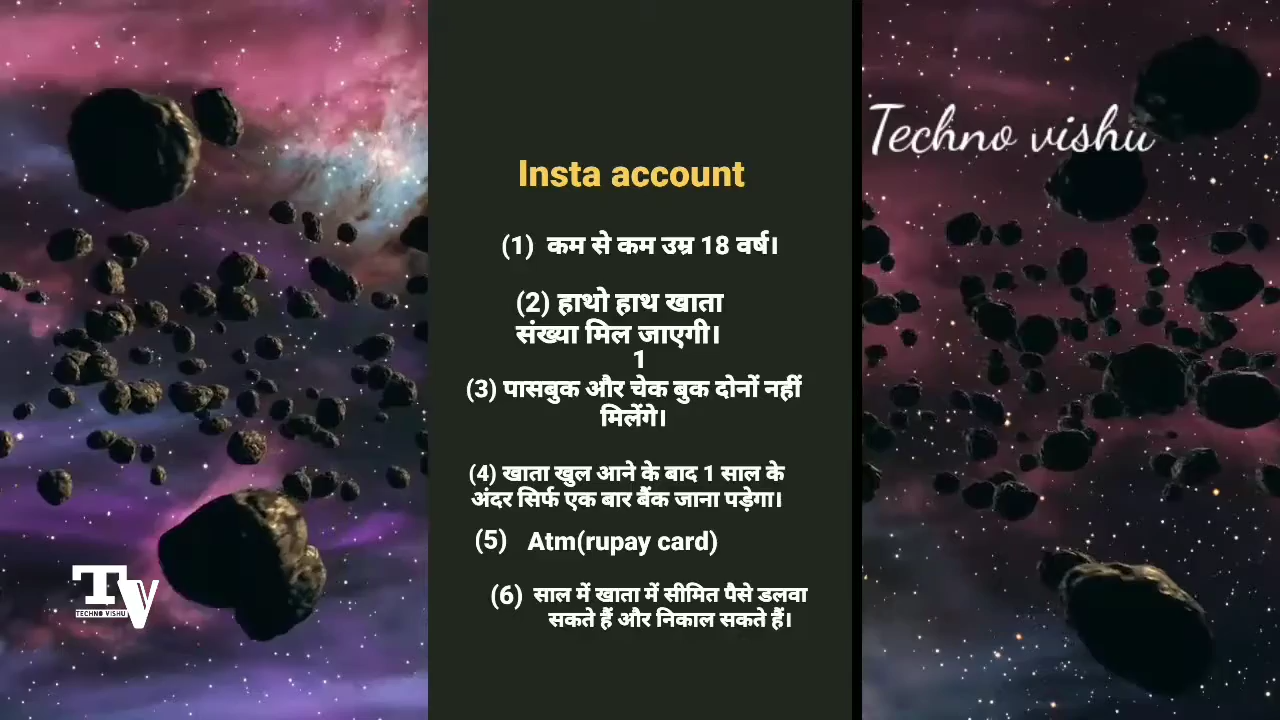 Techno vishu
Insta account
(1) कम से कम उम्र 18 वर्ष।
(2) हाथो हाथ खाता
संख्या मिल जाएगी।
1
(3) पासबुक और चेक बुक दोनों नहीं
मिलेंगे।
(4) खाता खुल आने के बाद 1 साल के
अंदर सिर्फ एक बार बैंक जाना पड़ेगा।
(5) Atm(rupay card)
(6) साल में खाता में सीमित पैसे डलवा
सकते हैं और निकाल सकते हैं।
TV
TECHNO VISHU